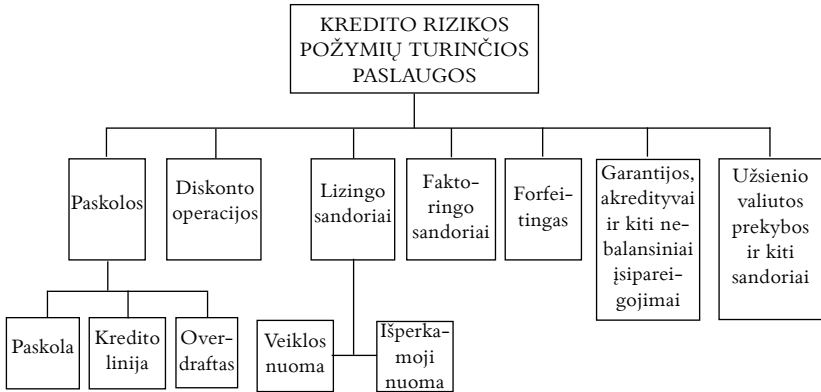 KREDITO RIZIKOS
POŽYMIŲ TURINČIOS
PASLAUGOS
Paskolos
Diskonto
operacijos
Lizingo
sandoriai
Fakto-
ringo
sandoriai
Forfei-
tingas
Garantijos,
akredityvai
ir kiti ne-
balansiniai
įsiparei-
gojimai
Užsienio
valiutos
prekybos
ir kiti
sandoriai
Paskola
Kredito
linija
Over-
draftas
Veiklos
nuoma
Išperka-
moji
nuoma